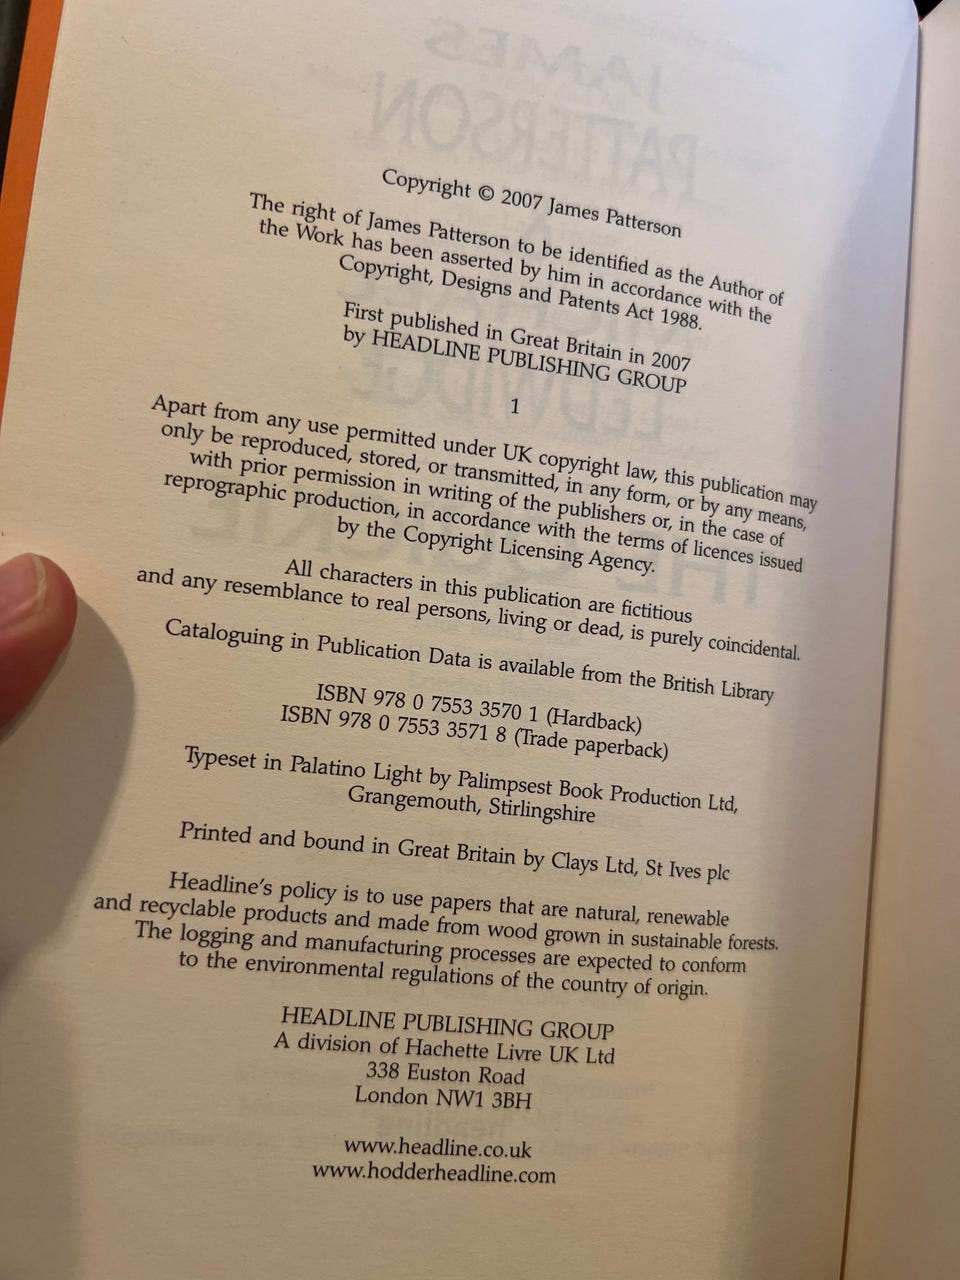 Copyright © 2007 James Patterson
The right of James Patterson to be identified as the Author of
the Work has been asserted by him in accordance with the
Copyright, Designs and Patents Act 1988.
First published in Great Britain in 2007
by HEADLINE PUBLISHING GROUP
1
Apart from any use permitted under UK copyright law, this publication may
only be reproduced, stored, or transmitted, in any form, or by any means,
with prior permission in writing of the publishers or, in the case of
reprographic production, in accordance with the terms of licences issued
by the Copyright Licensing Agency.
All characters in this publication are fictitious
and any resemblance to real persons, living or dead, is purely coincidental.
Cataloguing in Publication Data is available from the British Library
ISBN 978 0 7553 3570 1 (Hardback)
ISBN 978 0 7553 3571 8 (Trade paperback)
Typeset in Palatino Light by Palimpsest Book Production Ltd,
Grangemouth, Stirlingshire
Printed and bound in Great Britain by Clays Ltd, St Ives plc
Headline's policy is to use papers that are natural, renewable
and recyclable products and made from wood grown in sustainable forests.
The logging and manufacturing processes are expected to conform
to the environmental regulations of the country of origin.
HEADLINE PUBLISHING GROUP
A division of Hachette Livre UK Ltd
338 Euston Road
London NW1 3BH
www.headline.co.uk
www.hodderheadline.com